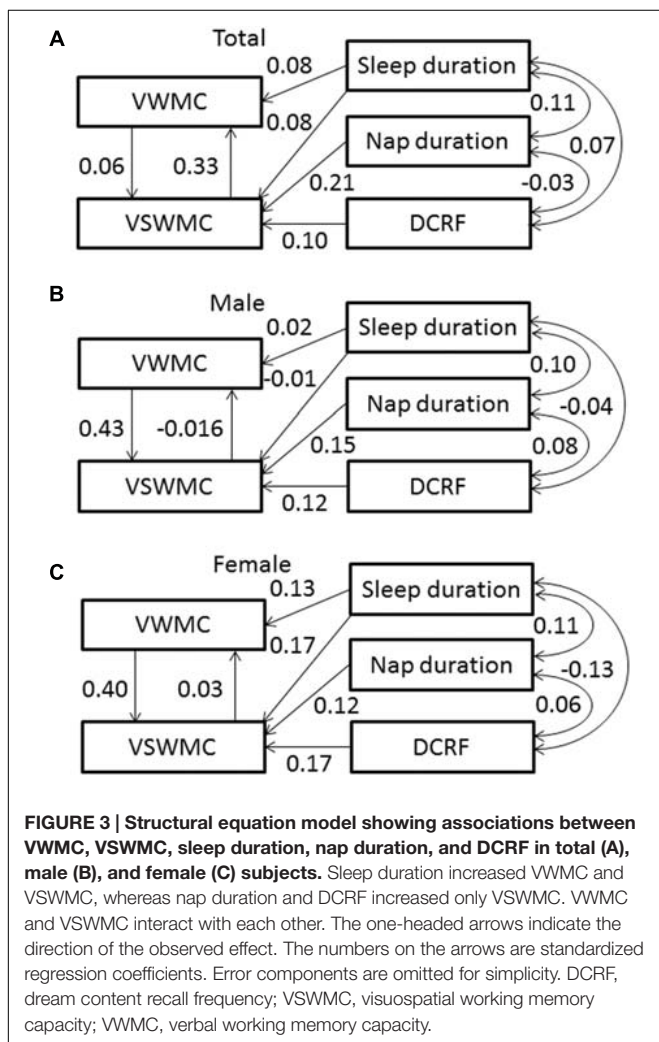 A
Total
0.08
Sleep duration
VWMC
0.11
0.08
Nap duration
0.07
0.06
0.33
0.21
-0.03
VSWMC
0.10
DCRF
B
Male
0.02
Sleep duration
VWMC
-0.01
0.10
Nap duration
-0.04
0.43
-0.016
0.15
0.08
VSWMC
0.12
DCRF
C
Female
0.13
Sleep duration
VWMC
0.17
0.11
Nap duration
-0.13
0.40
0.03
0.12
0.06
VSWMC
0.17
DCRF
FIGURE 3 | Structural equation model showing associations between
VWMC, VSWMC, sleep duration, nap duration, and DCRF in total (A),
male (B), and female (C) subjects. Sleep duration increased VWMC and
VSWMC, whereas nap duration and DCRF increased only VSWMC. VWMC
and VSWMC interact with each other. The one-headed arrows indicate the
direction of the observed effect. The numbers on the arrows are standardized
regression coefficients. Error components are omitted for simplicity. DCRF,
dream content recall frequency; VSWMC, visuospatial working memory
capacity; VWMC, verbal working memory capacity.